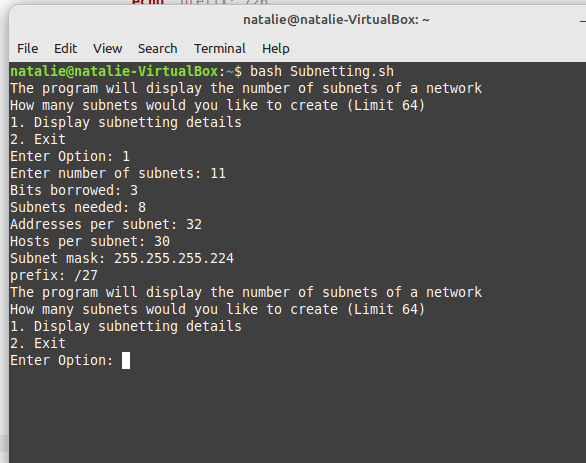 echo "prefix: /26
natalie@natalie-VirtualBox: ~
File Edit View Search Terminal Help
natalie@natalie-VirtualBox:~$ bash Subnetting.sh
The program will display the number of subnets of a network
How many subnets would you like to create (Limit 64)
1. Display subnetting details
2. Exit
Enter Option: 1
Enter number of subnets: 11
Bits borrowed: 3
Subnets needed: 8
Addresses per subnet: 32
Hosts per subnet: 30
Subnet mask: 255.255.255.224
prefix: /27
The program will display the number of subnets of a network
How many subnets would you like to create (Limit 64)
1. Display subnetting details
2. Exit
Enter Option: